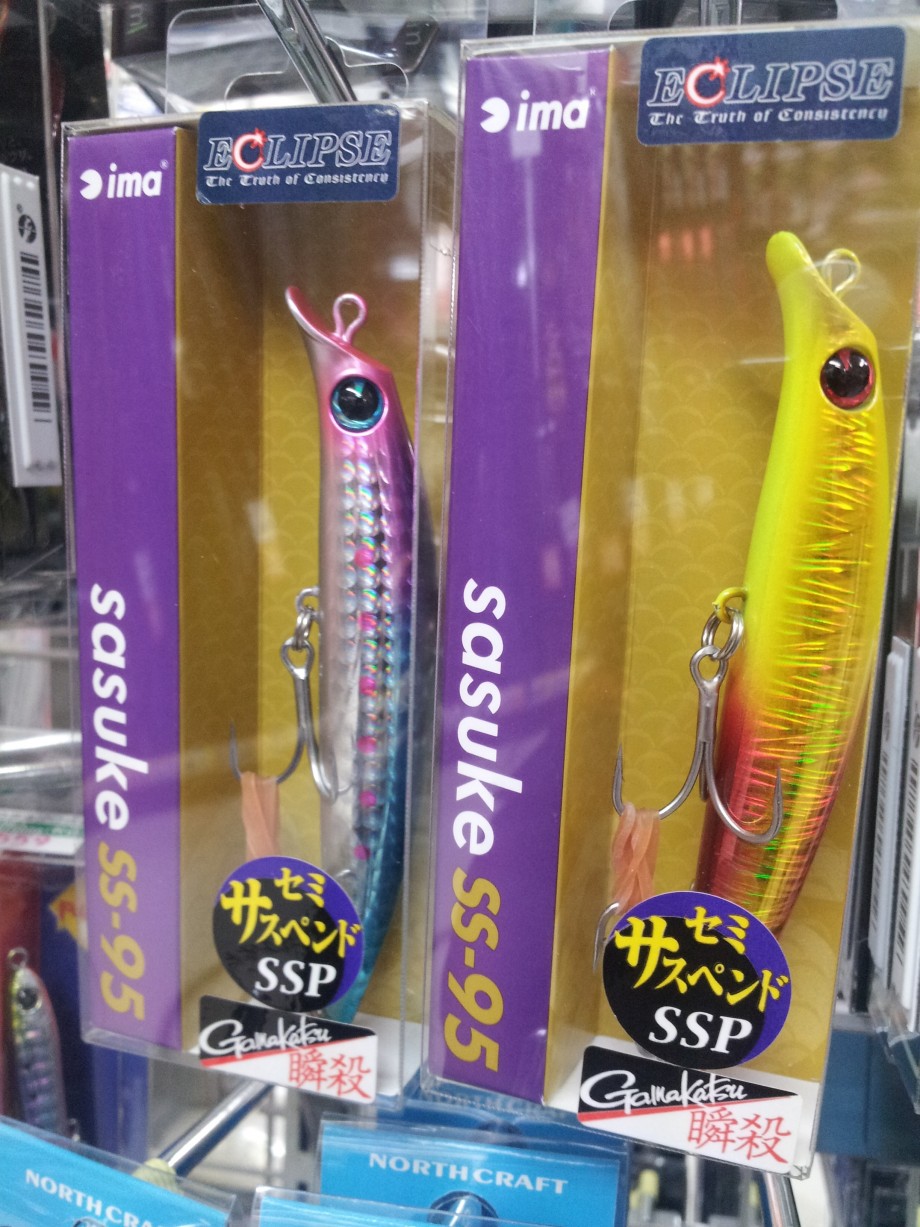 ima
ECLIPSE
The Truth of Consistency
sasuke SS-95
セミ
サスペンド
SSP
Gamakatsu
瞬殺
ima
ECLIPSE
The Truth of Consistency
sasuke SS-95
セミ
サスペンド
SSP
Gamakatsu
瞬殺
NORTH CRAFT
NORTH CRA